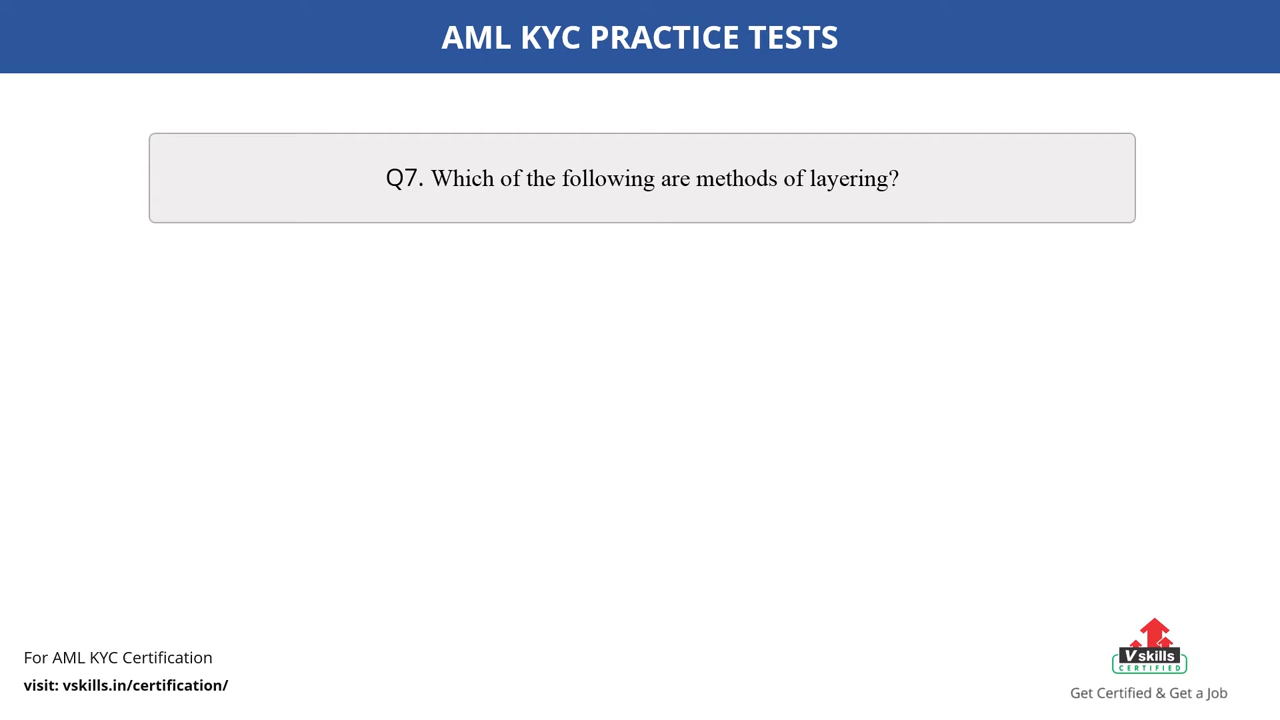 AML KYC PRACTICE TESTS
Q7. Which of the following are methods of layering?
For AML KYC Certification
visit: vskills.in/certification/
Vskills
CERTIFIED
Get Certified & Get a Job